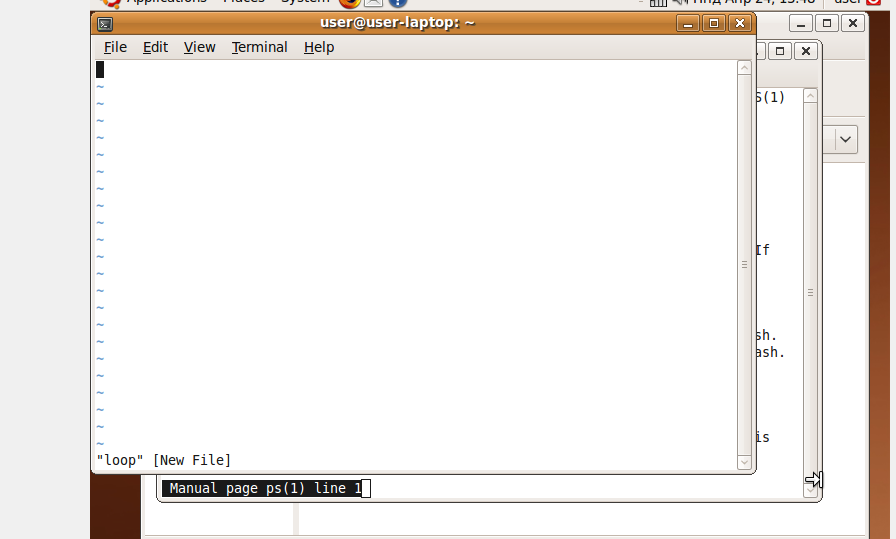 Applications Places System Пнд Апр 24, 13:48 user
user@user-laptop: ~
File Edit View Terminal Help
S(1)
~
~
~
~
~
~
~
~
~
If
~
~
~
~
~
sh.
~
ash.
~
~
~
~
~
is
~
"loop" [New File]
Manual page ps(1) line 1